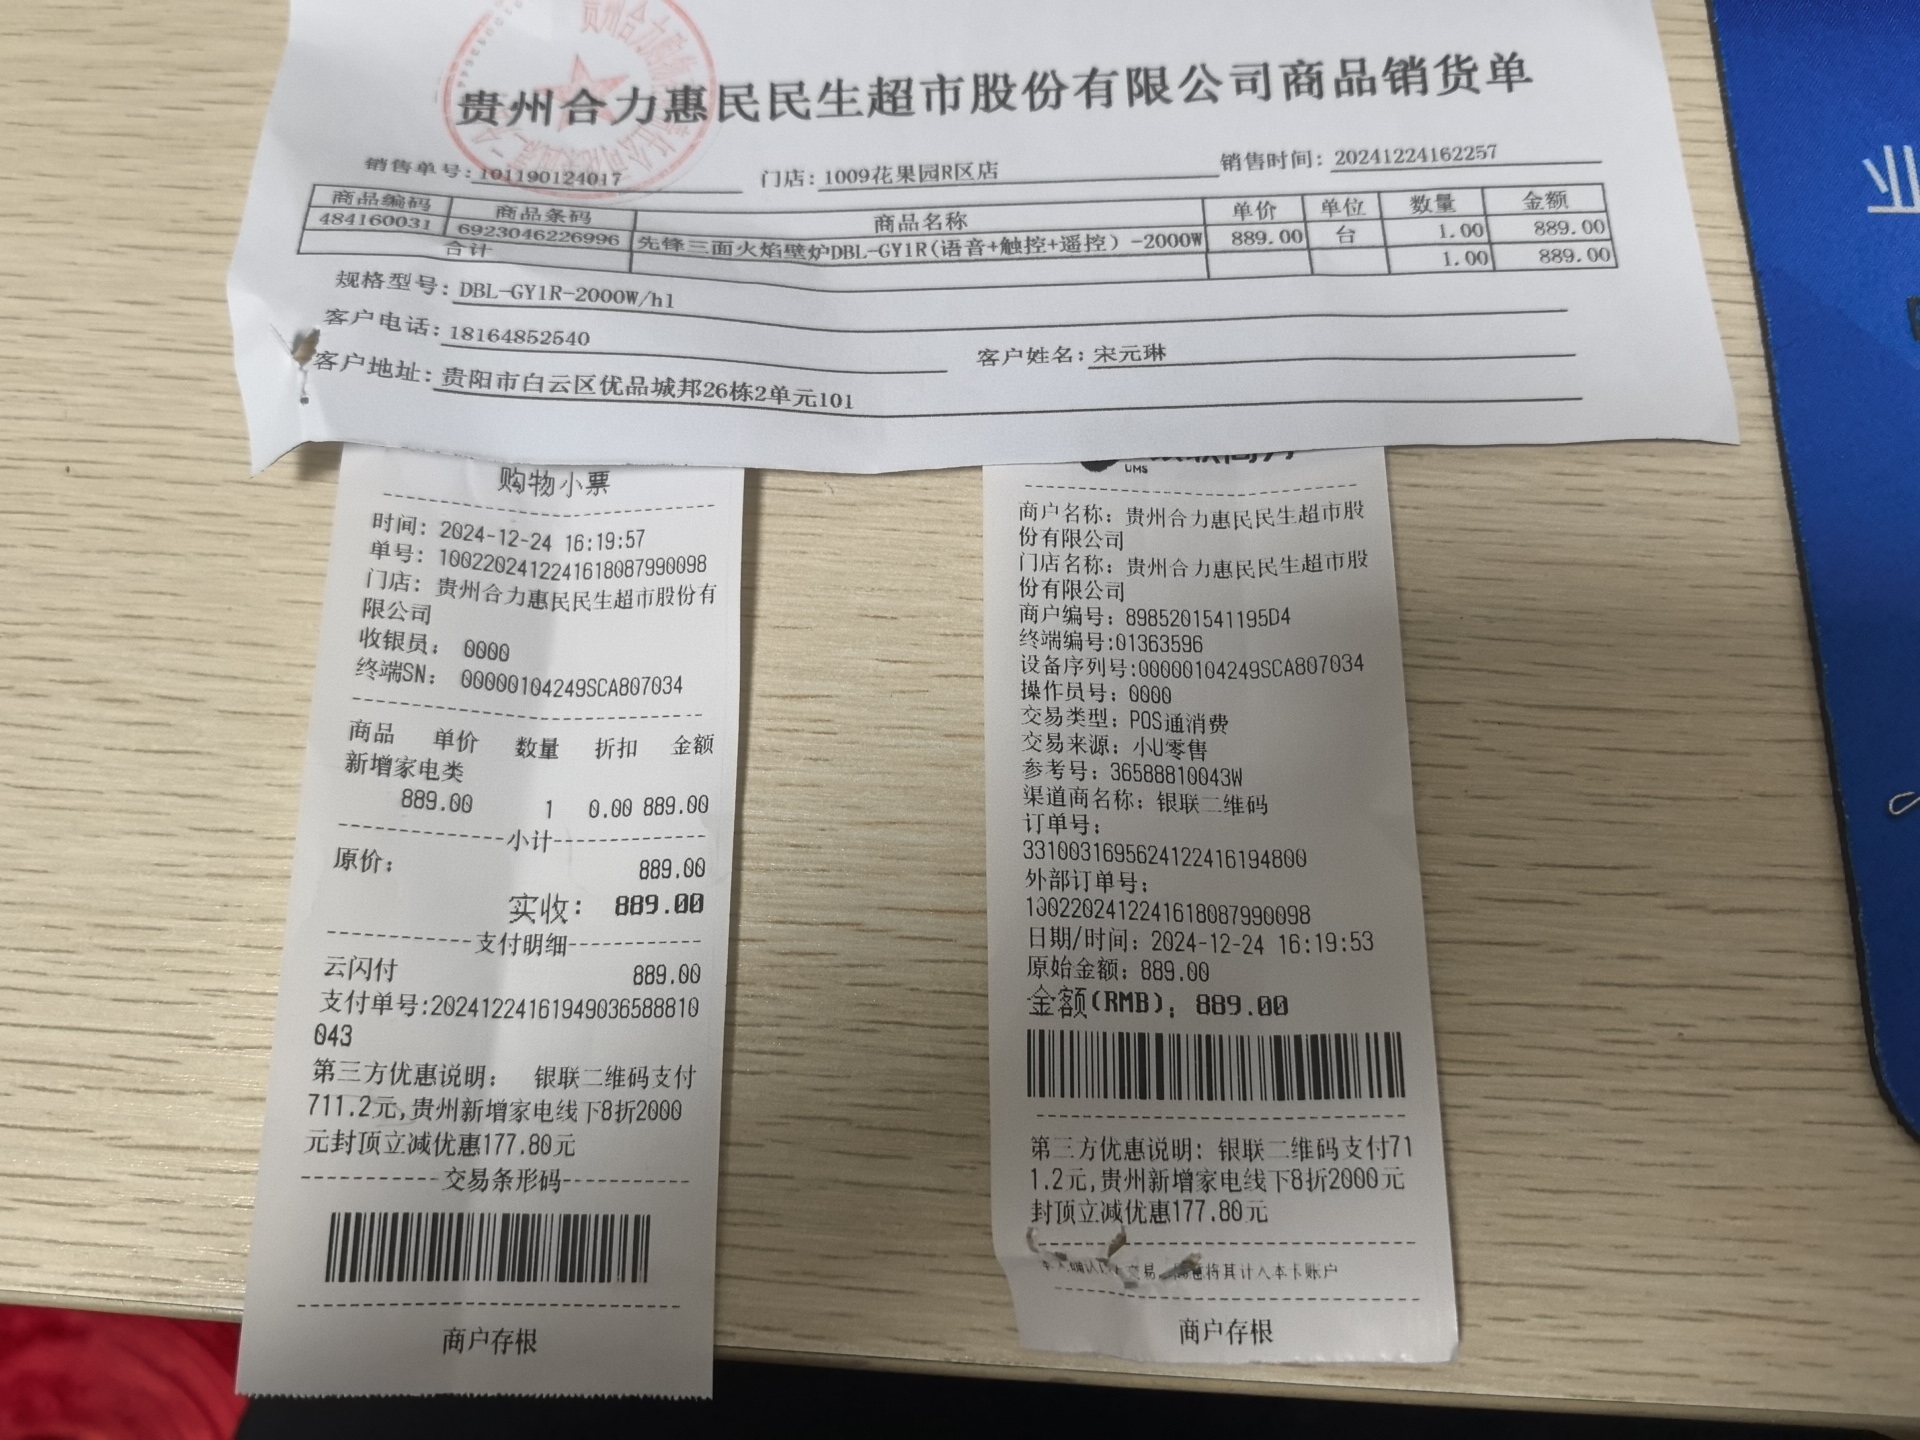 贵州合力惠民民生超市股份有限公司商品销货单
销售单号:101190124017 门店:1009花果园R区店 销售时间:20241224162257
商品编码 商品条码 商品名称 单价 单位 数量 金额
484160031 6923046226996 先锋三面火焰壁炉DBL-GY1R(语音+触控+遥控）-2000W 889.00 台 1.00 889.00
合计 1.00 889.00
规格型号:DBL-GY1R-2000W/h1
客户电话:18164852540 客户姓名:宋元琳
客户地址:贵阳市白云区优品城邦26栋2单元101
购物小票
时间: 2024-12-24 16:19:57
单号: 10022024122416180879900​98
门店: 贵州合力惠民民生超市股份有
限公司
收银员: 0000
终端SN: 00000104249SCA807034
商品 单价 数量 折扣 金额
新增家电类
889.00 1 0.00 889.00
小计
原价: 889.00
实收: 889.00
支付明细
云闪付 889.00
支付单号:202412241619490365888​10
043
第三方优惠说明: 银联二维码支付
711.2元,贵州新增家电线下8折2000
元封顶立减优惠177.80元
交易条形码
商户存根
UMS
商户名称: 贵州合力惠民民生超市股
份有限公司
门店名称: 贵州合力惠民民生超市股
份有限公司
商户编号: 8985201541195D4
终端编号:01363596
设备序列号:00000104249SCA807034
操作员号: 0000
交易类型: POS通消费
交易来源: 小U零售
参考号: 36588810043W
渠道商名称: 银联二维码
订单号:
33100316956241224161948​00
外部订单号:
10022024122416180879900​98
日期/时间: 2024-12-24 16:19:53
原始金额: 889.00
金额(RMB): 889.00
第三方优惠说明: 银联二维码支付71
1.2元,贵州新增家电线下8折2000元
封顶立减优惠177.80元
交易 将其计入本卡账户
商户存根
业